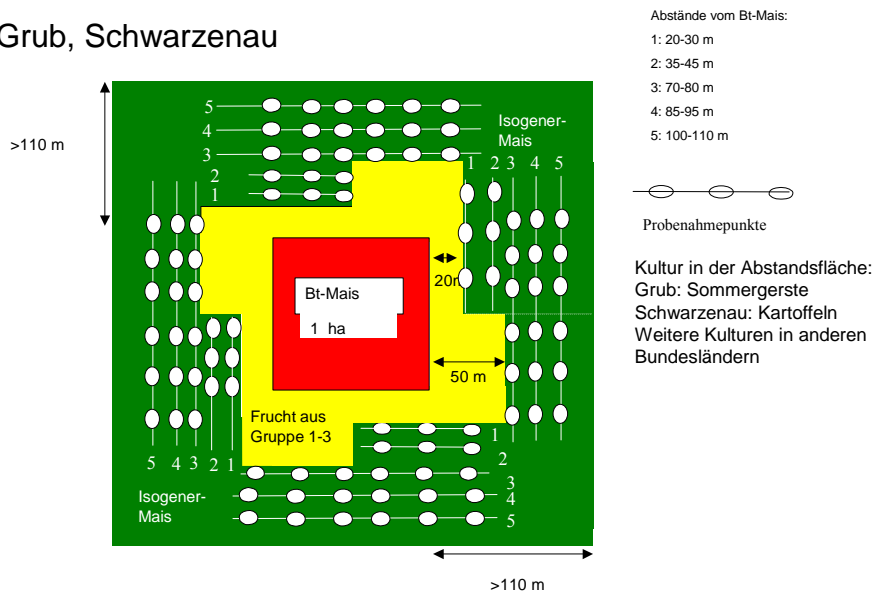 Grub, Schwarzenau
Abstände vom Bt-Mais:
1: 20-30 m
2: 35-45 m
3: 70-80 m
4: 85-95 m
5: 100-110 m
Probenahmepunkte
Kultur in der Abstandsfläche:
Grub: Sommergerste
Schwarzenau: Kartoffeln
Weitere Kulturen in anderen
Bundesländern
>110 m
5
4
3
2
1
Isogener-
Mais
1 2 3 4 5
20m
Bt-Mais
1 ha
50 m
Frucht aus
Gruppe 1-3
5 4 3 2 1
1
2
3
4
5
Isogener-
Mais
>110 m